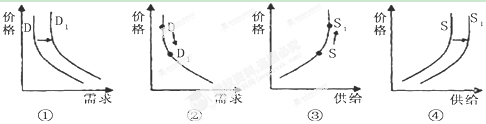 价格 D D₁ 需求 ①
价格 D D₁ 需求 ②
价格 S₁ S 供给 ③
价格 S S₁ 供给 ④